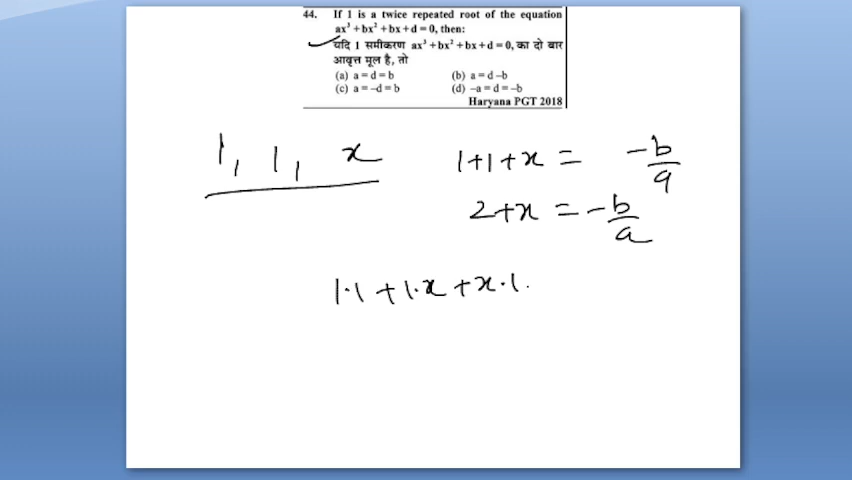 44. If 1 is a twice repeated root of the equation
ax³ + bx² + bx + d = 0, then:
यदि 1 समीकरण ax³ + bx² + bx + d = 0, का दो बार
आवृत्त मूल है, तो
(a) a = d = b (b) a = d – b
(c) a = –d = b (d) –a = d = –b
Haryana PGT 2018
1, 1, x 1+1+x = -b/a
2+x = -b/a
1·1 + 1·x + x·1.